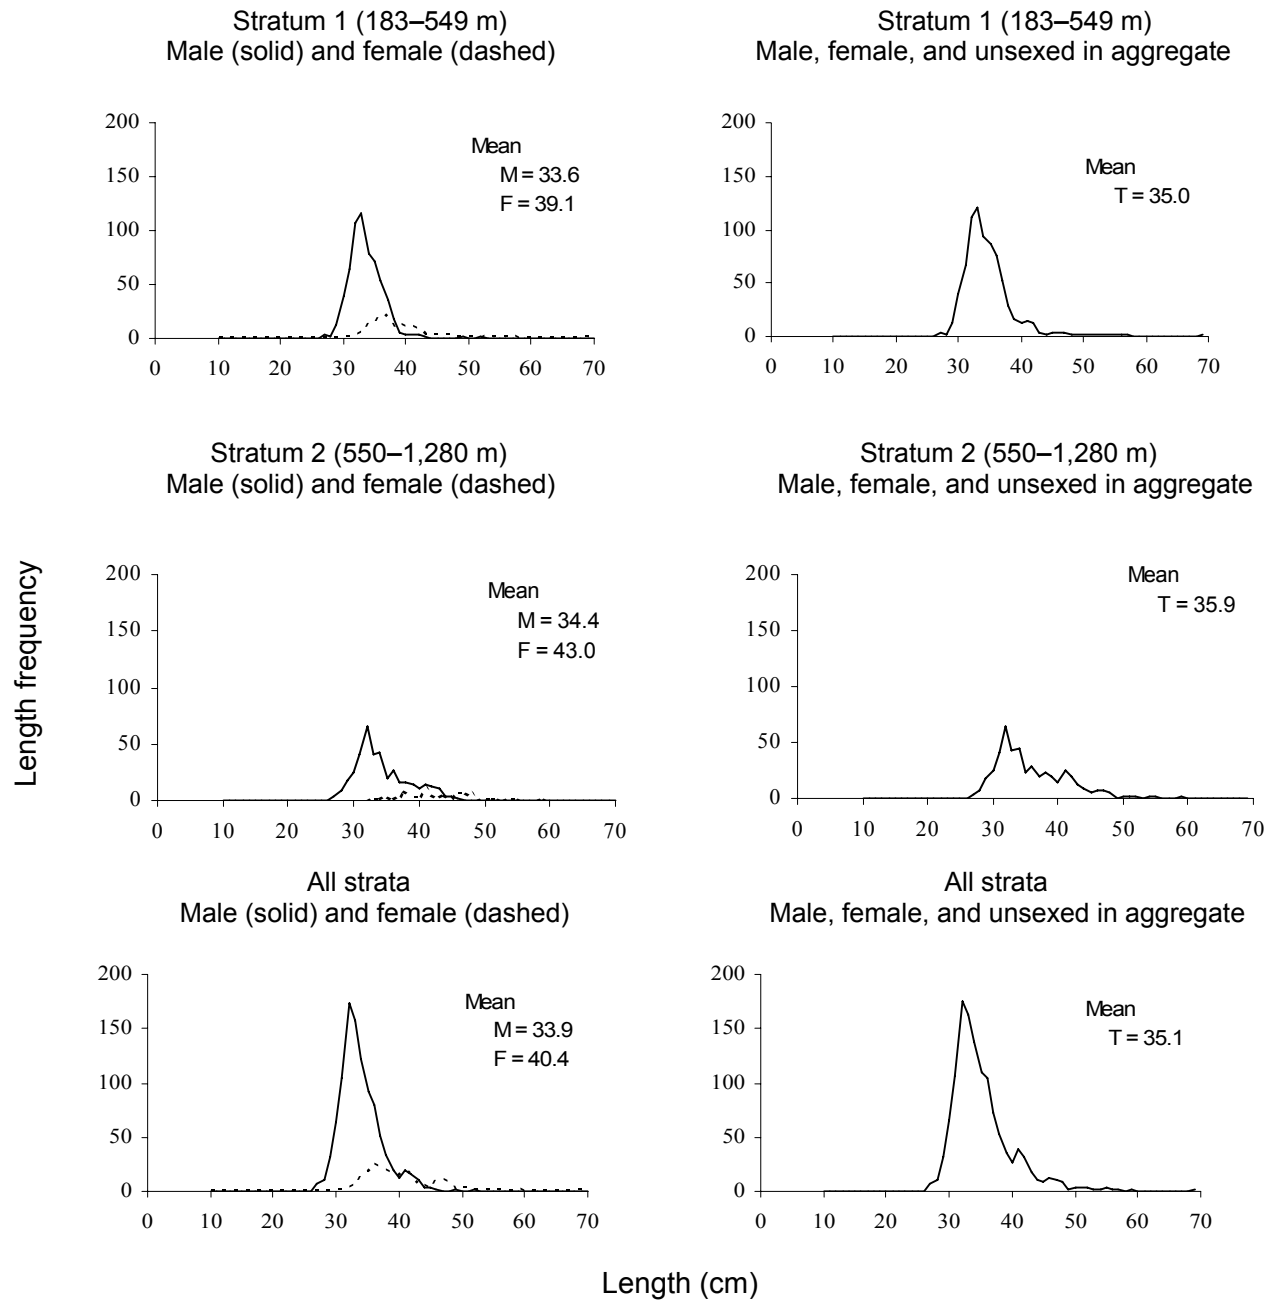 Stratum 1 (183–549 m)
Male (solid) and female (dashed)
200
150
100
50
0
0 10 20 30 40 50 60 70
Mean
M = 33.6
F = 39.1
Stratum 1 (183–549 m)
Male, female, and unsexed in aggregate
200
150
100
50
0
0 10 20 30 40 50 60 70
Mean
T = 35.0
Stratum 2 (550–1,280 m)
Male (solid) and female (dashed)
200
150
100
50
0
0 10 20 30 40 50 60 70
Mean
M = 34.4
F = 43.0
Stratum 2 (550–1,280 m)
Male, female, and unsexed in aggregate
200
150
100
50
0
0 10 20 30 40 50 60 70
Mean
T = 35.9
Length frequency
All strata
Male (solid) and female (dashed)
200
150
100
50
0
0 10 20 30 40 50 60 70
Mean
M = 33.9
F = 40.4
All strata
Male, female, and unsexed in aggregate
200
150
100
50
0
0 10 20 30 40 50 60 70
Mean
T = 35.1
Length (cm)